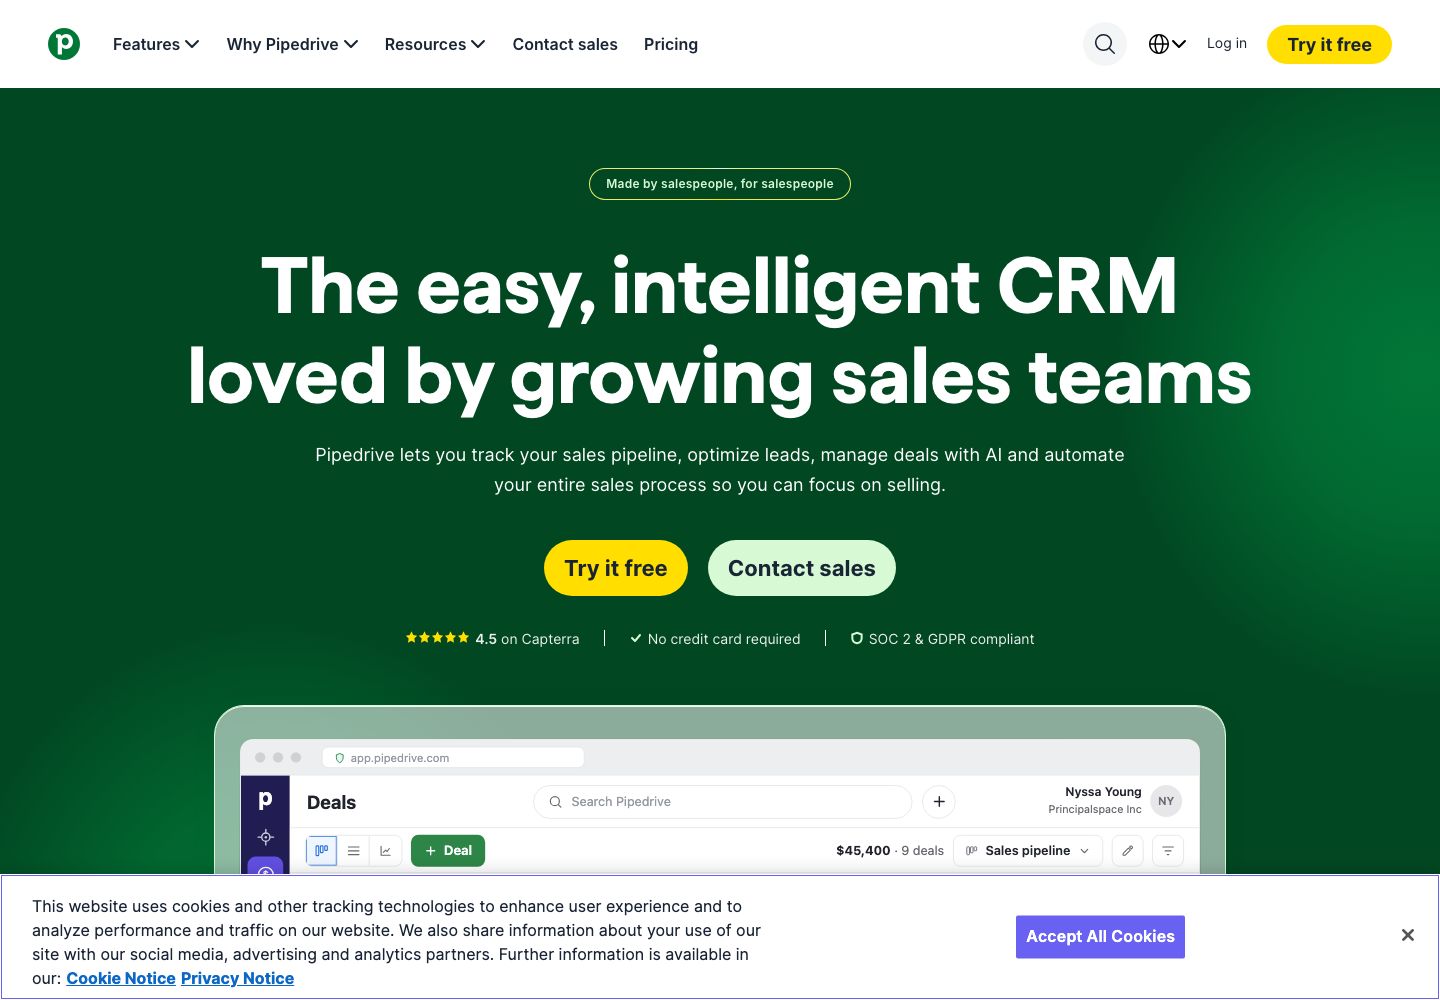 p
Features
Why Pipedrive
Resources
Contact sales
Pricing
Log in
Try it free
Made by salespeople, for salespeople
The easy, intelligent CRM
loved by growing sales teams
Pipedrive lets you track your sales pipeline, optimize leads, manage deals with AI and automate
your entire sales process so you can focus on selling.
Try it free
Contact sales
4.5 on Capterra
No credit card required
SOC 2 & GDPR compliant
app.pipedrive.com
p
Deals
Search Pipedrive
+
Nyssa Young
Principalspace Inc
NY
+ Deal
$45,400 · 9 deals
Sales pipeline
This website uses cookies and other tracking technologies to enhance user experience and to
analyze performance and traffic on our website. We also share information about your use of our
site with our social media, advertising and analytics partners. Further information is available in
our: Cookie Notice Privacy Notice
Accept All Cookies